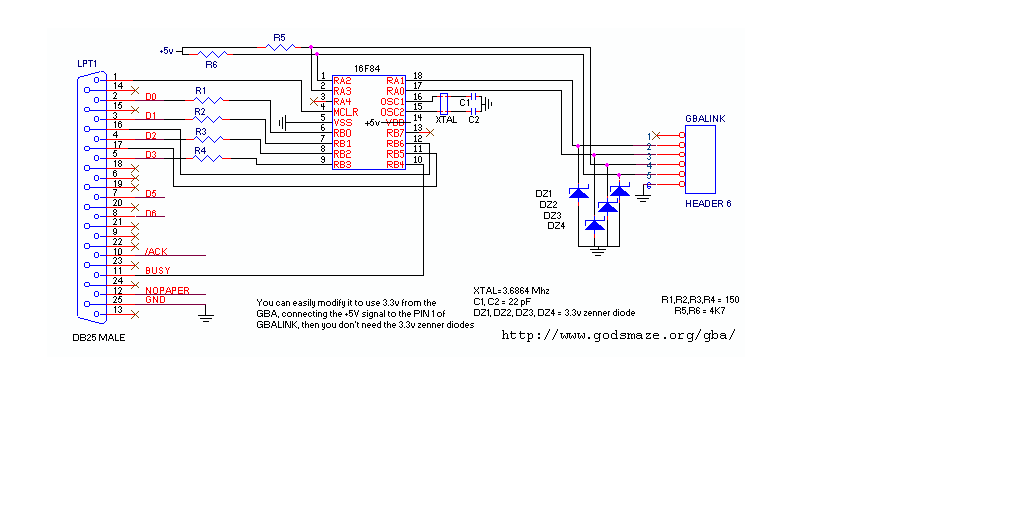 R5
+5v
R6
LPT1
16F84
1
14
2 D0 R1
15
3 D1 R2
16
4 D2 R3
17
5 D3 R4
18
6
19
7 D5
20
8 D6
21
9
22
10 /ACK
23
11 BUSY
24
12 NOPAPER
25 GND
13
DB25 MALE
1 RA2 RA1 18
2 RA3 RA0 17
3 RA4 OSC1 16
4 MCLR OSC2 15
5 VSS +5v VDD 14
6 RB0 RB7 13
7 RB1 RB6 12
8 RB2 RB5 11
9 RB3 RB4 10
C1
XTAL C2
GBALINK
1
2
3
4
5
6
HEADER 6
DZ1
DZ2
DZ3
DZ4
You can easily modify it to use 3.3v from the
GBA, connecting the +5V signal to the PIN 1 of
GBALINK, then you don't need the 3.3v zenner diodes
XTAL=3.6864 Mhz
C1, C2 = 22 pF
DZ1, DZ2, DZ3, DZ4 = 3.3v zenner diode
R1,R2,R3,R4 = 150
R5,R6 = 4K7
http://www.godsmaze.org/gba/